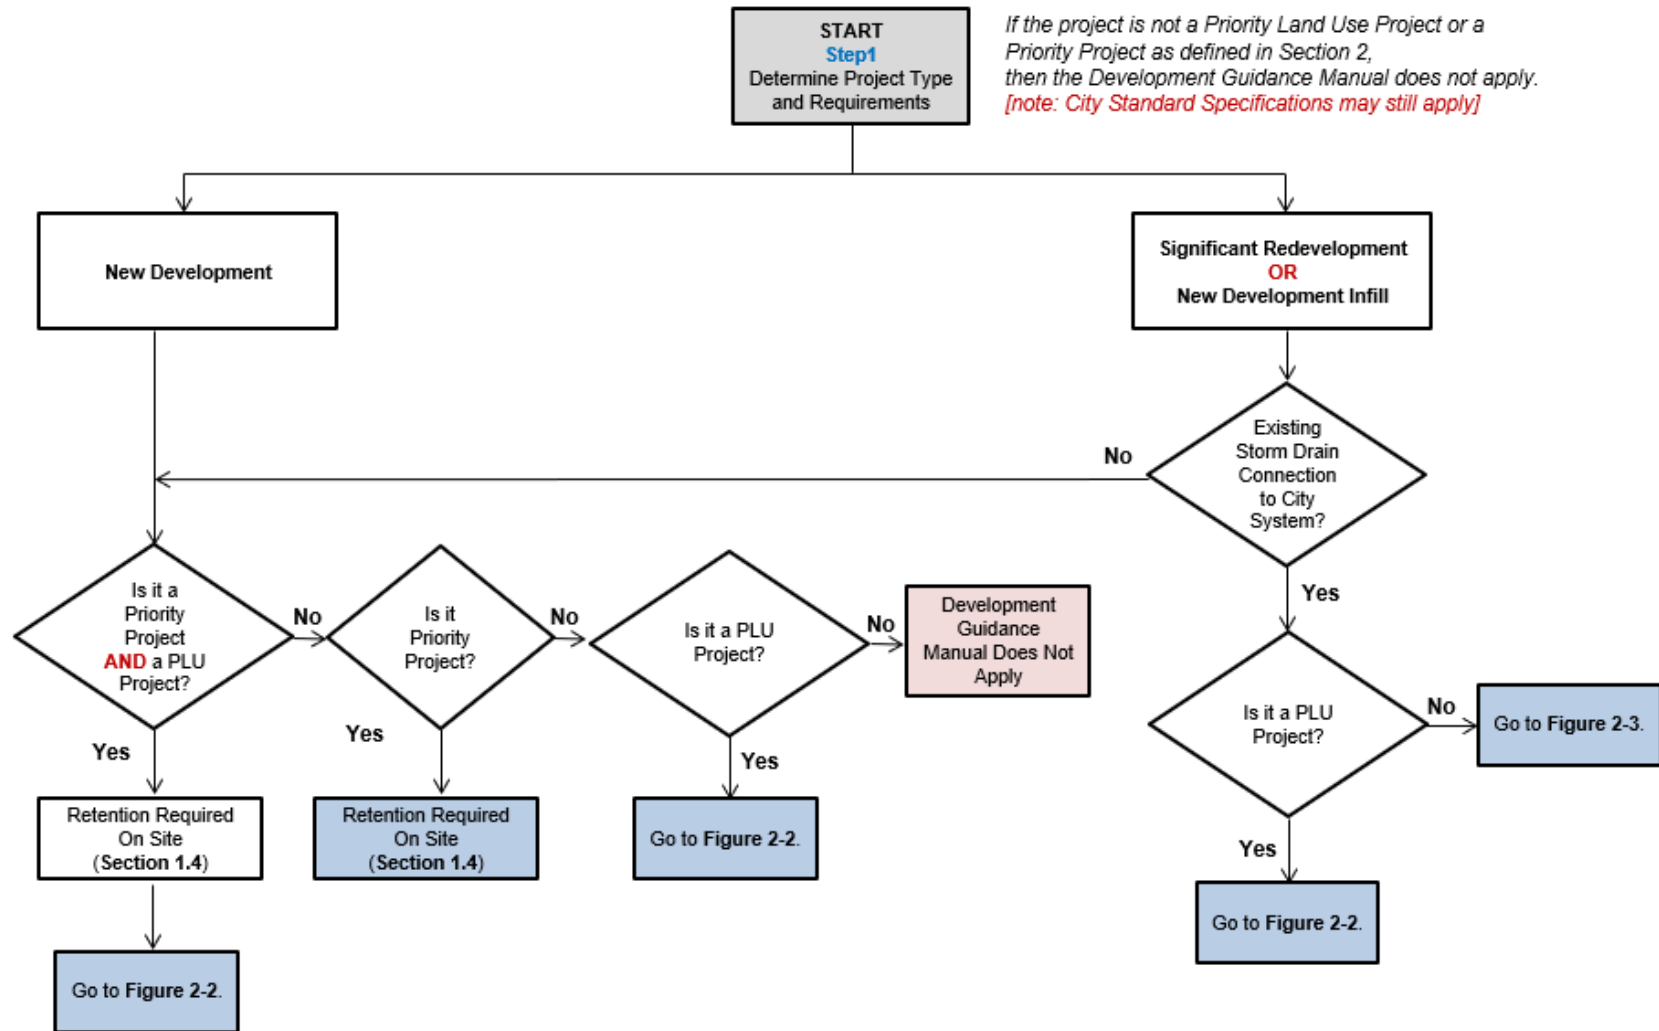 START
Step1
Determine Project Type
and Requirements
If the project is not a Priority Land Use Project or a
Priority Project as defined in Section 2,
then the Development Guidance Manual does not apply.
[note: City Standard Specifications may still apply]
New Development
Significant Redevelopment
OR
New Development Infill
Existing
Storm Drain
Connection
to City
System?
No
Yes
Is it a
Priority
Project
AND a PLU
Project?
No
Is it
Priority
Project?
No
Is it a PLU
Project?
No
Development
Guidance
Manual Does Not
Apply
Is it a PLU
Project?
No
Go to Figure 2-3.
Yes
Yes
Yes
Yes
Retention Required
On Site
(Section 1.4)
Retention Required
On Site
(Section 1.4)
Go to Figure 2-2.
Go to Figure 2-2.
Go to Figure 2-2.